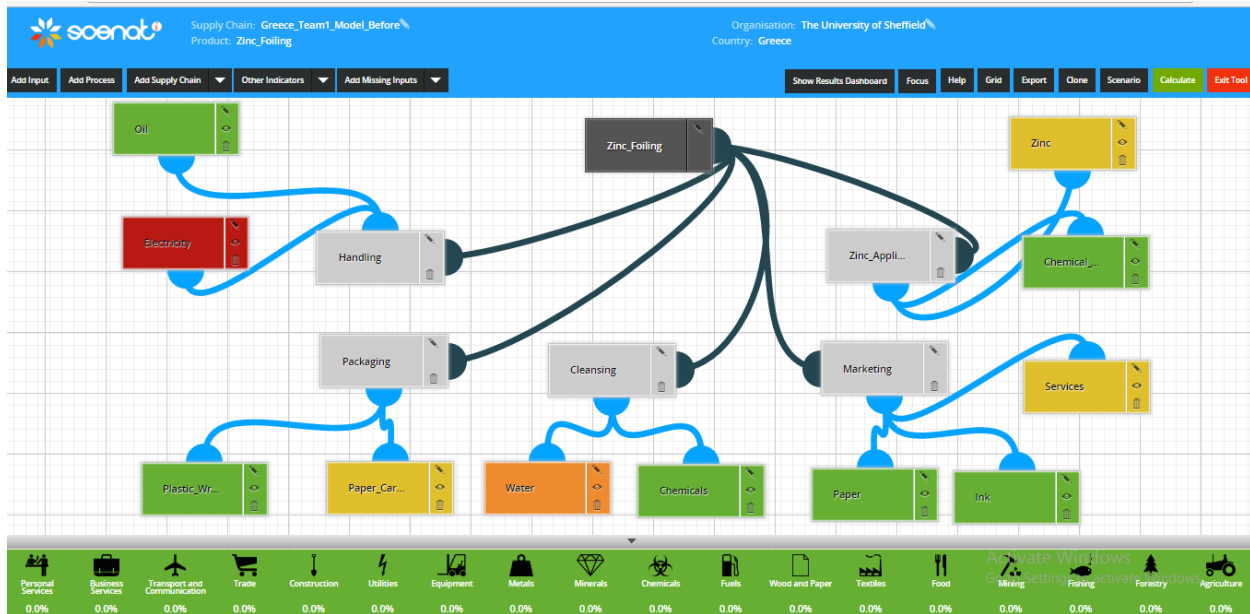 scenat
Supply Chain: Greece_Team1_Model_Before
Product: Zinc_Foiling
Organisation: The University of Sheffield
Country: Greece
Add Input Add Process Add Supply Chain Other Indicators Add Missing Inputs Show Results Dashboard Focus Help Grid Export Clone Scenario Calculate Exit Tool
Oil
Zinc_Foiling
Zinc
Electricity
Handling
Zinc_Appli...
Chemical_...
Packaging
Cleansing
Marketing
Services
Plastic_Wr...
Paper_Car...
Water
Chemicals
Paper
Ink
Activate Windows
Personal Services
Business Services
Transport and Communication
Trade
Construction
Utilities
Equipment
Metals
Minerals
Chemicals
Fuels
Wood and Paper
Textiles
Food
Mining
Fishing
Forestry
Agriculture
0.0% 0.0% 0.0% 0.0% 0.0% 0.0% 0.0% 0.0% 0.0% 0.0% 0.0% 0.0% 0.0% 0.0% 0.0% 0.0% 0.0% 0.0%